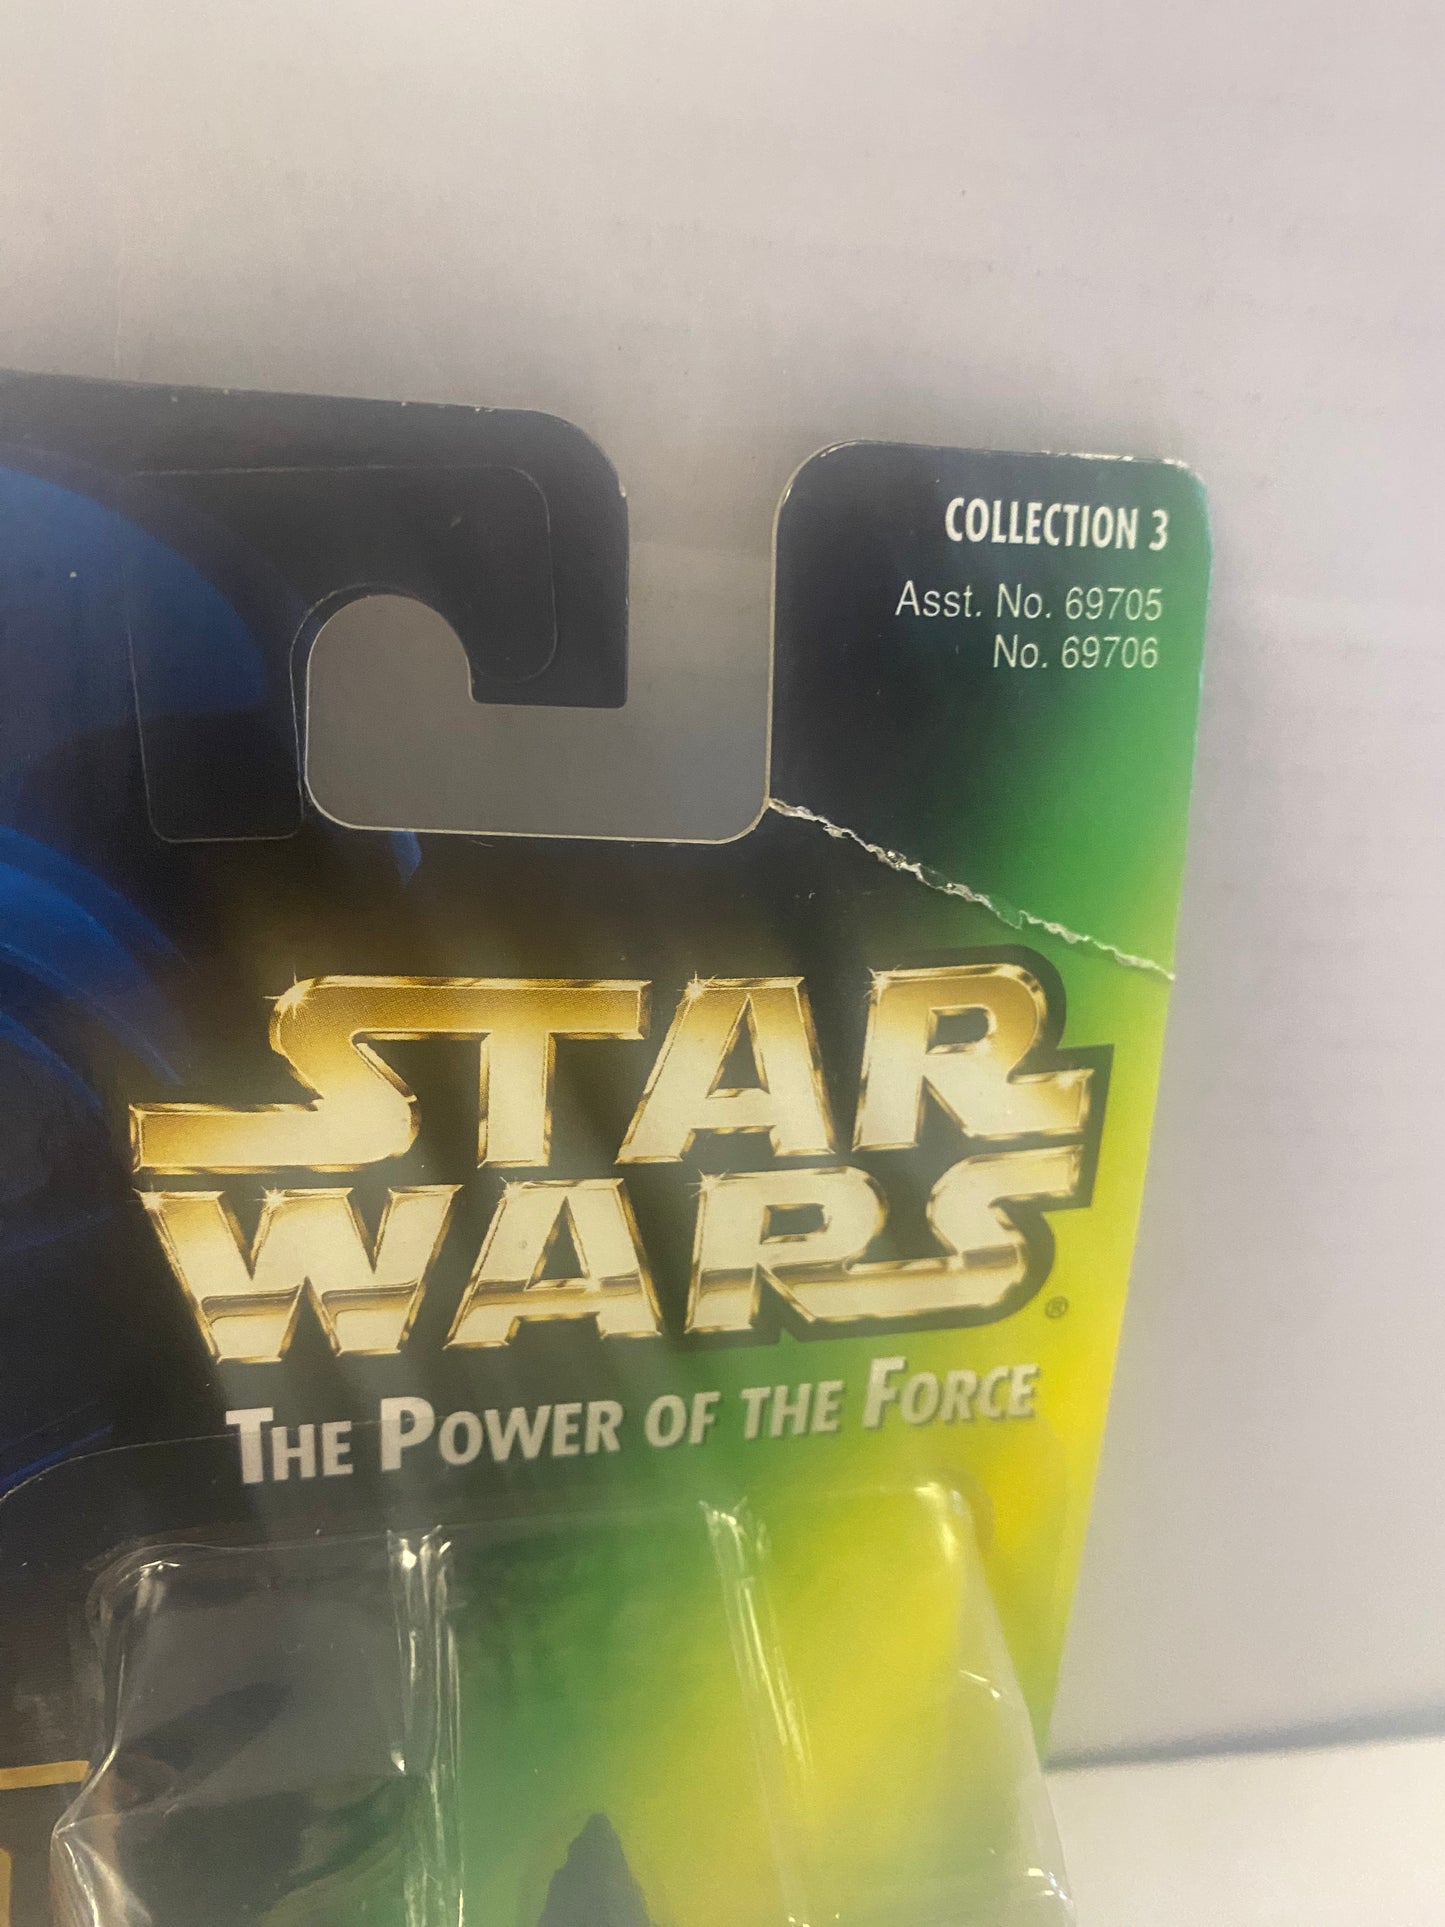 COLLECTION 3
Asst. No. 69705
No. 69706
STAR
WARS®
THE POWER OF THE FORCE